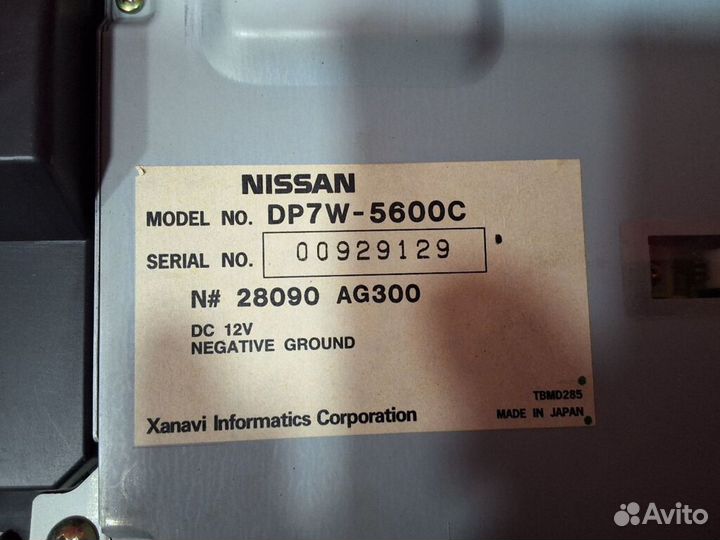 NISSAN
MODEL NO. DP7W-5600C
SERIAL NO. 00929129
N# 28090 AG300
DC 12V
NEGATIVE GROUND
TBMD285
Xanavi Informatics Corporation MADE IN JAPAN
Avito